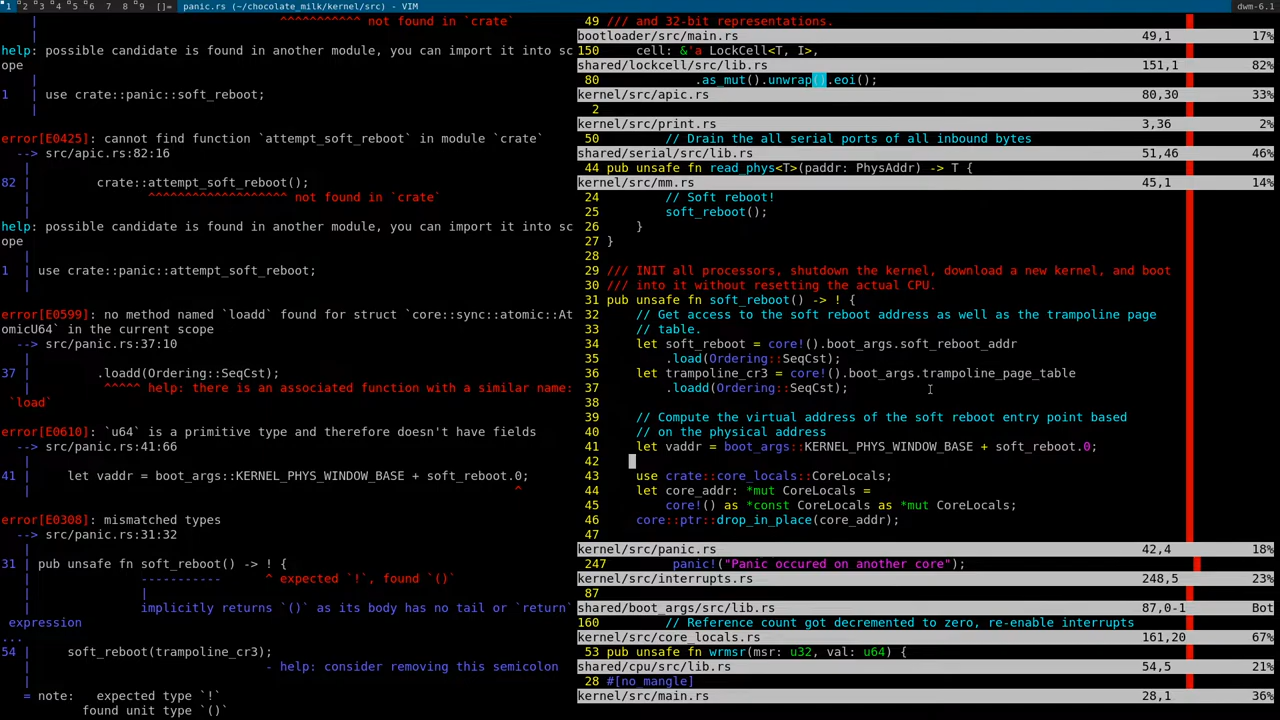 1 2 3 4 5 6 7 8 9 []= panic.rs (~/chocolate_milk/kernel/src) - VIM dwm-6.1
^^^^^^^^^^^ not found in `crate`
|
help: possible candidate is found in another module, you can import it into sc
ope
|
1 | use crate::panic::soft_reboot;
|
error[E0425]: cannot find function `attempt_soft_reboot` in module `crate`
--> src/apic.rs:82:16
|
82 | crate::attempt_soft_reboot();
| ^^^^^^^^^^^^^^^^^^^ not found in `crate`
|
help: possible candidate is found in another module, you can import it into sc
ope
|
1 | use crate::panic::attempt_soft_reboot;
|
error[E0599]: no method named `loadd` found for struct `core::sync::atomic::At
omicU64` in the current scope
--> src/panic.rs:37:10
|
37 | .loadd(Ordering::SeqCst);
| ^^^^^ help: there is an associated function with a similar name:
`load`
error[E0610]: `u64` is a primitive type and therefore doesn't have fields
--> src/panic.rs:41:66
|
41 | let vaddr = boot_args::KERNEL_PHYS_WINDOW_BASE + soft_reboot.0;
| ^
error[E0308]: mismatched types
--> src/panic.rs:31:32
|
31 | pub unsafe fn soft_reboot() -> ! {
| ----------- ^ expected `!`, found `()`
| |
| implicitly returns `()` as its body has no tail or `return`
expression
...
54 | soft_reboot(trampoline_cr3);
| - help: consider removing this semicolon
|
= note: expected type `!`
found unit type `()`
49 /// and 32-bit representations.
bootloader/src/main.rs 49,1 17%
150 cell: &'a LockCell<T, I>,
shared/lockcell/src/lib.rs 151,1 82%
80 .as_mut().unwrap().eoi();
kernel/src/apic.rs 80,30 33%
2
kernel/src/print.rs 3,36 2%
50 // Drain the all serial ports of all inbound bytes
shared/serial/src/lib.rs 51,46 46%
44 pub unsafe fn read_phys<T>(paddr: PhysAddr) -> T {
kernel/src/mm.rs 45,1 14%
24 // Soft reboot!
25 soft_reboot();
26 }
27 }
28
29 /// INIT all processors, shutdown the kernel, download a new kernel, and boot
30 /// into it without resetting the actual CPU.
31 pub unsafe fn soft_reboot() -> ! {
32 // Get access to the soft reboot address as well as the trampoline page
33 // table.
34 let soft_reboot = core!().boot_args.soft_reboot_addr
35 .load(Ordering::SeqCst);
36 let trampoline_cr3 = core!().boot_args.trampoline_page_table
37 .loadd(Ordering::SeqCst);
38
39 // Compute the virtual address of the soft reboot entry point based
40 // on the physical address
41 let vaddr = boot_args::KERNEL_PHYS_WINDOW_BASE + soft_reboot.0;
42
43 use crate::core_locals::CoreLocals;
44 let core_addr: *mut CoreLocals =
45 core!() as *const CoreLocals as *mut CoreLocals;
46 core::ptr::drop_in_place(core_addr);
47
kernel/src/panic.rs 42,4 18%
247 panic!("Panic occured on another core");
kernel/src/interrupts.rs 248,5 23%
87
shared/boot_args/src/lib.rs 87,0-1 Bot
160 // Reference count got decremented to zero, re-enable interrupts
kernel/src/core_locals.rs 161,20 67%
53 pub unsafe fn wrmsr(msr: u32, val: u64) {
shared/cpu/src/lib.rs 54,5 21%
28 #[no_mangle]
kernel/src/main.rs 28,1 36%